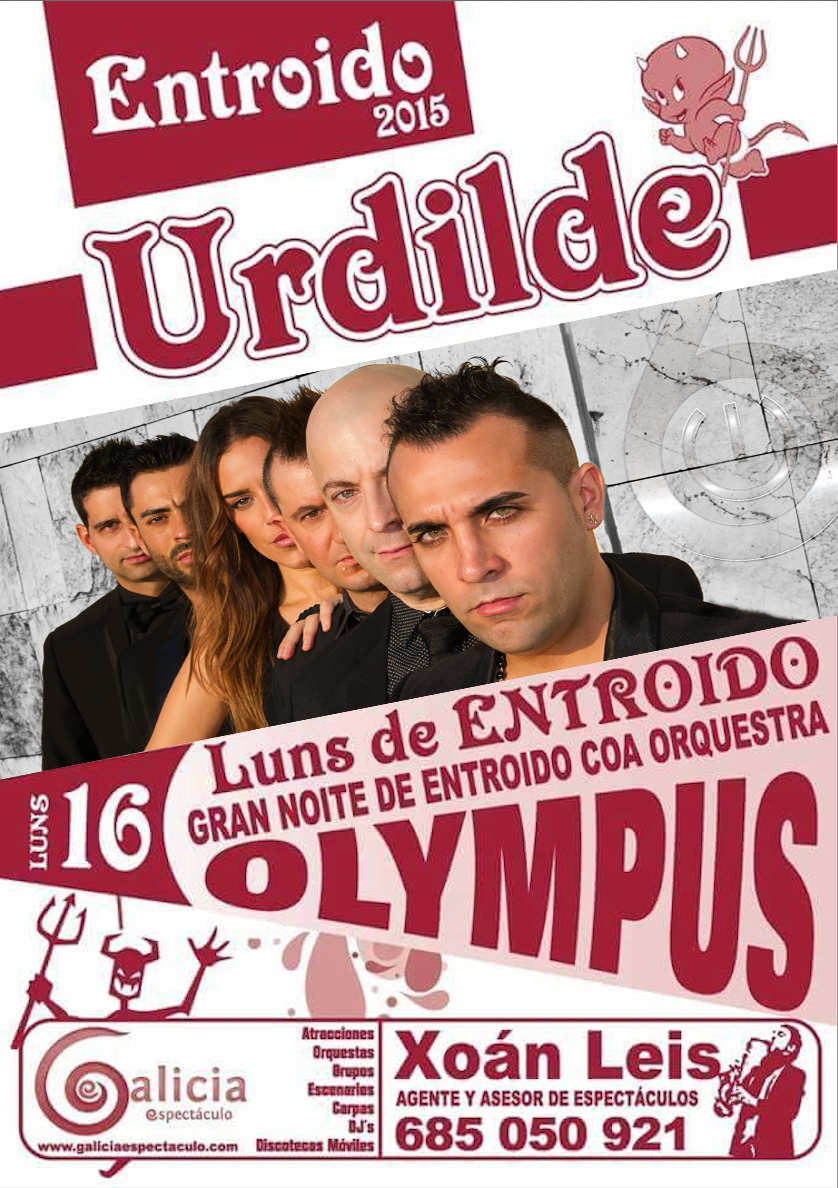 Entroido
2015
Urdilde
Luns de ENTROIDO
GRAN NOITE DE ENTROIDO COA ORQUESTRA
OLYMPUS
LUNS 16
Galicia
espectáculo
www.galiciaespectaculo.com
Atracciones
Orquestas
Grupos
Escenarios
Carpas
DJ's
Discotecas Móviles
Xoán Leis
AGENTE Y ASESOR DE ESPECTÁCULOS
685 050 921